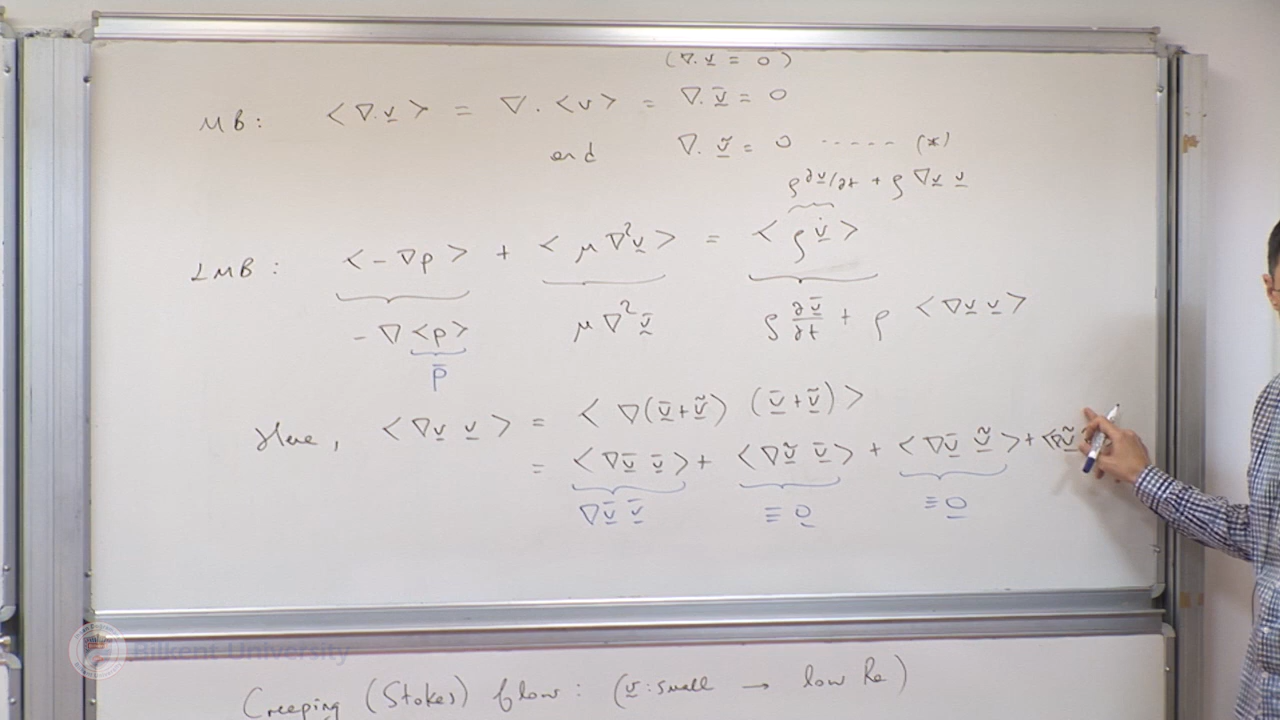 (∇·v̲ = 0)
MB: <∇·v̲> = ∇·<v> = ∇·v̲̄ = 0
and ∇·ṽ̲ = 0 ----- (*)
ρ∂v̲/∂t + ρ∇v̲ v̲
LMB: <-∇p> + <μ∇²v̲> = <ρv̲̇>
-∇<p> μ∇²v̲̄ ρ ∂v̲̄/∂t + ρ <∇v̲ v̲>
p̄
Here, <∇v̲ v̲> = <∇(v̲̄+ṽ̲) (v̲̄+ṽ̲)>
= <∇v̲̄ v̲̄> + <∇ṽ̲ v̲̄> + <∇v̲̄ ṽ̲> + <∇ṽ̲
∇v̲̄ v̲̄ ≡ 0̲ ≡ 0̲
Bilkent University
Creeping (Stokes) flow: (v̲: small → low Re)